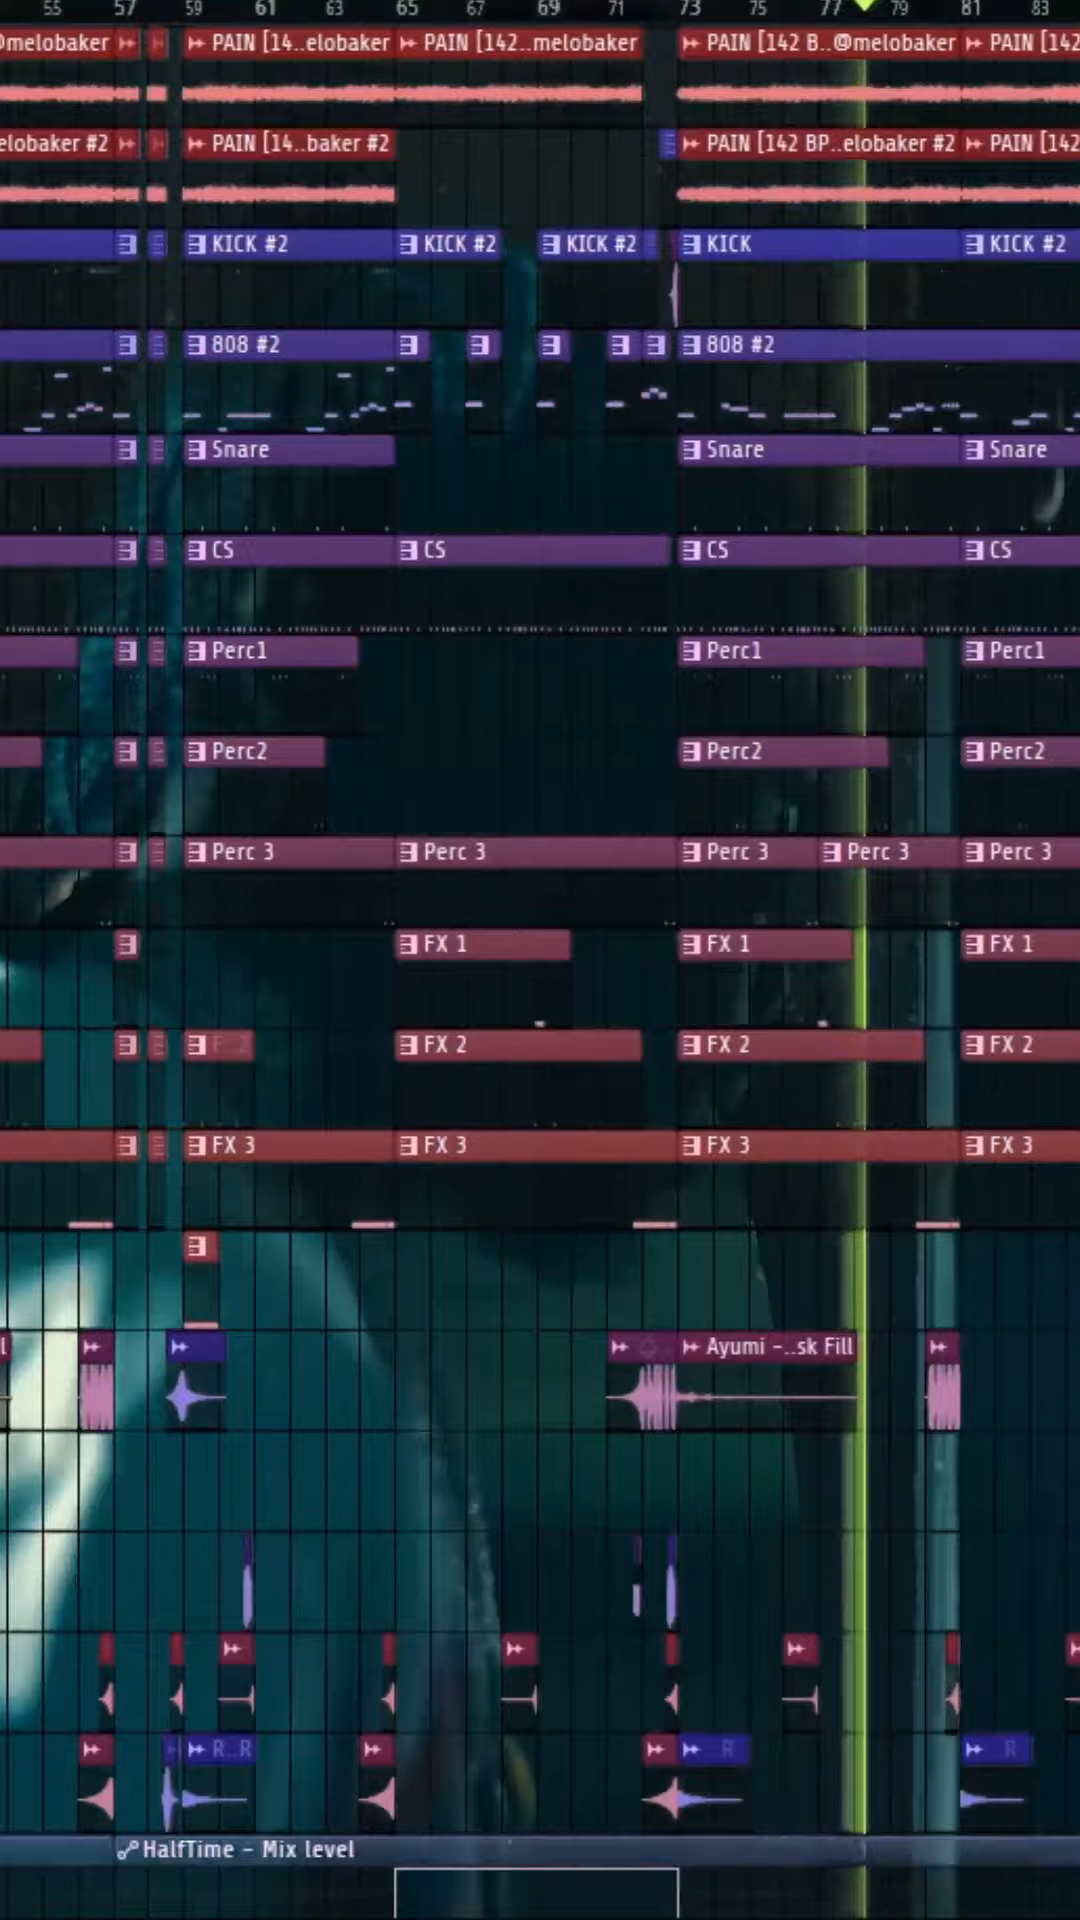 55 57 59 61 63 65 67 69 71 73 75 77 79 81 83
@melobaker PAIN [14..elobaker PAIN [142..melobaker PAIN [142 B..@melobaker PAIN [142
elobaker #2 PAIN [14..baker #2 PAIN [142 BP..elobaker #2 PAIN [142
KICK #2 KICK #2 KICK #2 KICK KICK #2
808 #2 808 #2
Snare Snare Snare
CS CS CS CS
Perc1 Perc1 Perc1
Perc2 Perc2 Perc2
Perc 3 Perc 3 Perc 3 Perc 3 Perc 3
FX 1 FX 1 FX 1
F..2 FX 2 FX 2 FX 2
FX 3 FX 3 FX 3 FX 3
Ayumi -..sk Fill
R..R R R
HalfTime - Mix level